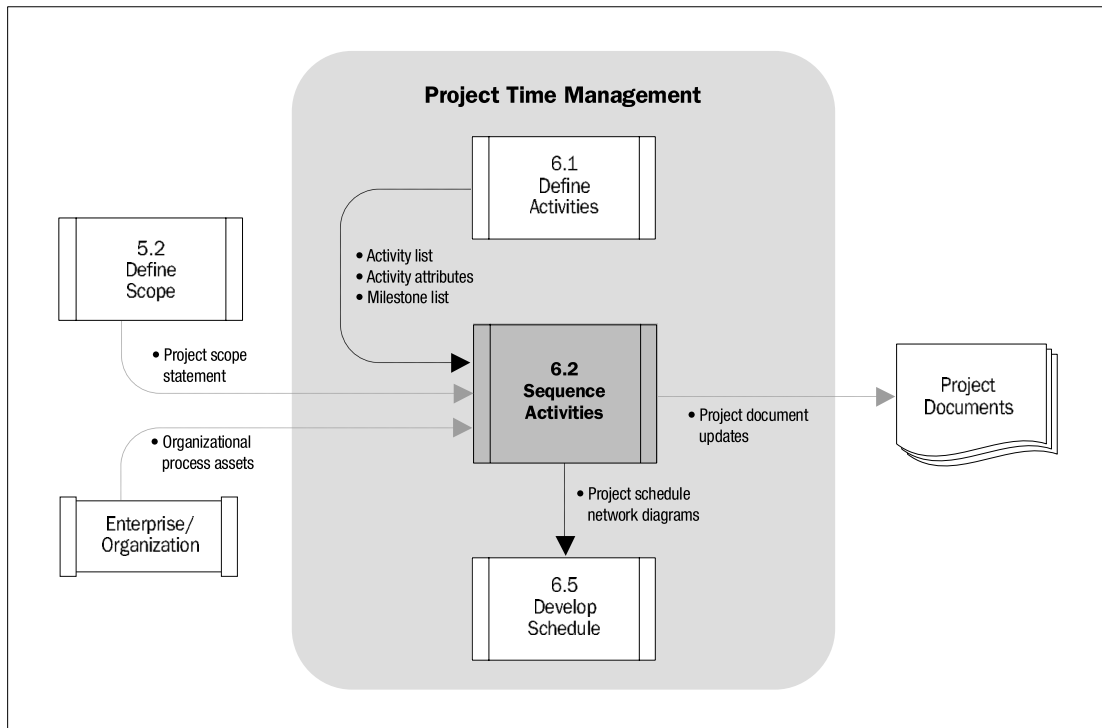 Project Time Management
6.1
Define
Activities
5.2
Define
Scope
• Activity list
• Activity attributes
• Milestone list
• Project scope
statement
6.2
Sequence
Activities
Project
Documents
• Project document
updates
• Organizational
process assets
• Project schedule
network diagrams
Enterprise/
Organization
6.5
Develop
Schedule